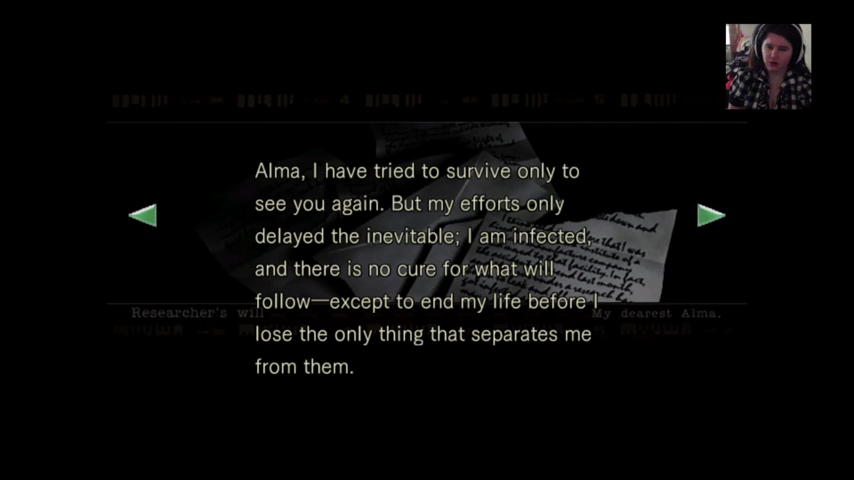 Alma, I have tried to survive only to
see you again. But my efforts only
delayed the inevitable; I am infected,
and there is no cure for what will
follow—except to end my life before I
lose the only thing that separates me
from them.
Researcher's will
My dearest Alma.